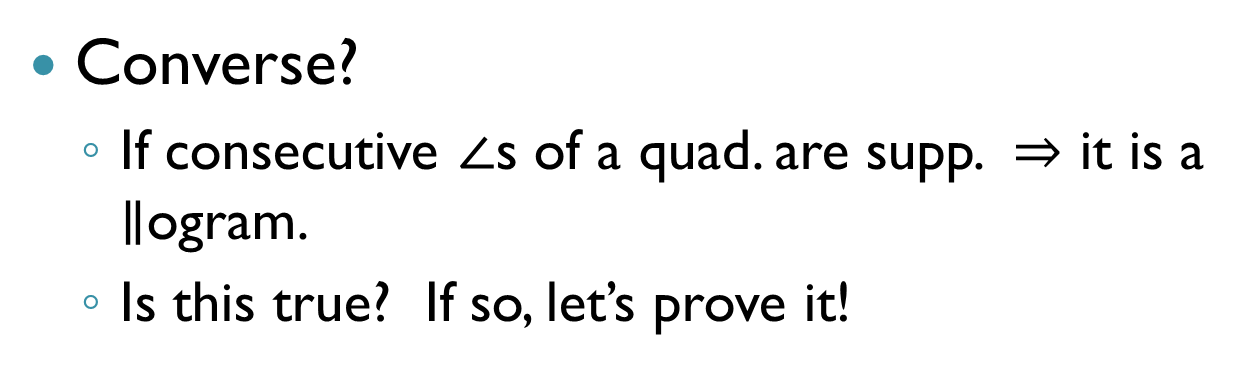 • Converse?
◦ If consecutive ∠s of a quad. are supp. ⇒ it is a
∥ogram.
◦ Is this true? If so, let’s prove it!